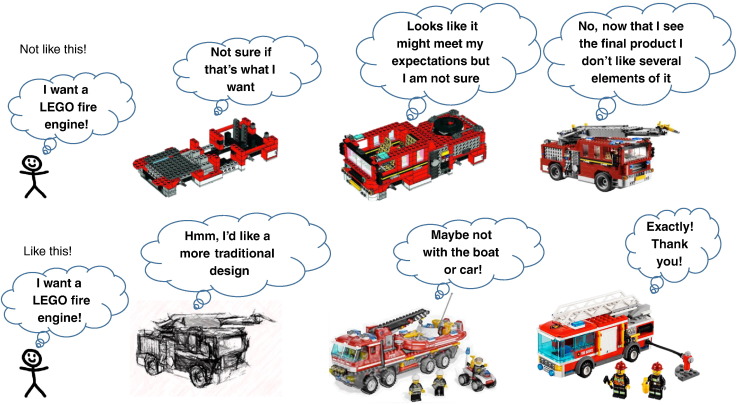 Not like this!
I want a
LEGO fire
engine!
Not sure if
that's what I
want
Looks like it
might meet my
expectations but
I am not sure
No, now that I see
the final product I
don't like several
elements of it
Like this!
I want a
LEGO fire
engine!
Hmm, I'd like a
more traditional
design
Maybe not
with the boat
or car!
Exactly!
Thank
you!